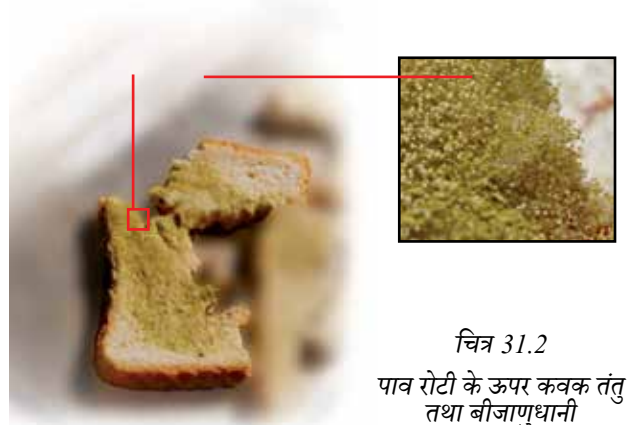 चित्र 31.2
पाव रोटी के ऊपर कवक तंतु
तथा बीजाणुधानी